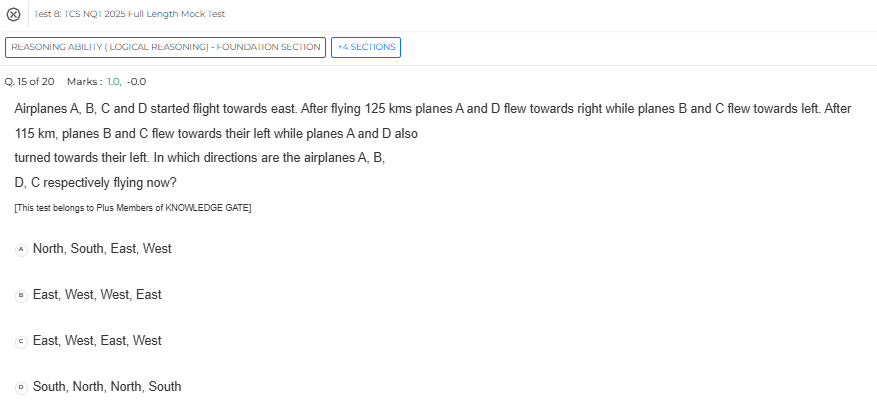 Test 8: TCS NQT 2025 Full Length Mock Test
REASONING ABILITY ( LOGICAL REASONING) - FOUNDATION SECTION
+4 SECTIONS
Q. 15 of 20 Marks : 1.0, -0.0
Airplanes A, B, C and D started flight towards east. After flying 125 kms planes A and D flew towards right while planes B and C flew towards left. After
115 km, planes B and C flew towards their left while planes A and D also
turned towards their left. In which directions are the airplanes A, B,
D, C respectively flying now?
[This test belongs to Plus Members of KNOWLEDGE GATE]
A North, South, East, West
B East, West, West, East
C East, West, East, West
D South, North, North, South